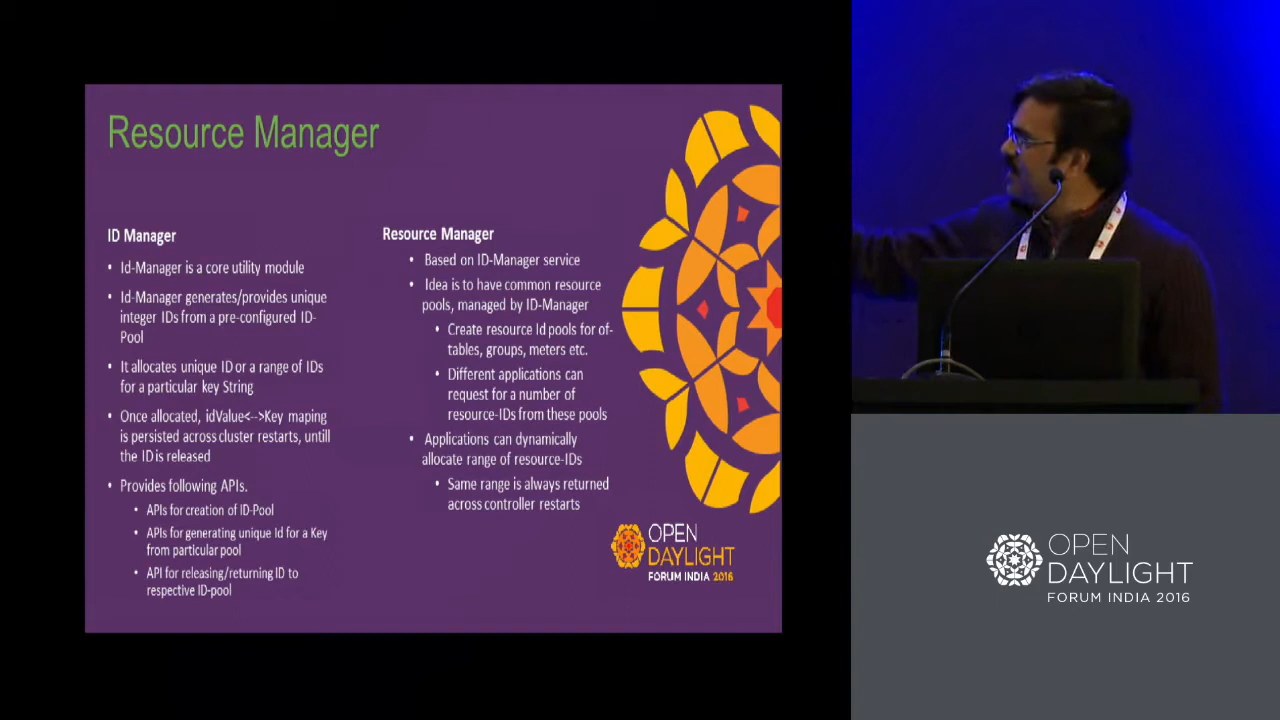 Resource Manager
ID Manager
• Id-Manager is a core utility module
• Id-Manager generates/provides unique
integer IDs from a pre-configured ID-
Pool
• It allocates unique ID or a range of IDs
for a particular key String
• Once allocated, idValue<-->Key maping
is persisted across cluster restarts, untill
the ID is released
• Provides following APIs.
• APIs for creation of ID-Pool
• APIs for generating unique Id for a Key
from particular pool
• API for releasing/returning ID to
respective ID-pool
Resource Manager
• Based on ID-Manager service
• Idea is to have common resource
pools, managed by ID-Manager
• Create resource Id pools for of-
tables, groups, meters etc.
• Different applications can
request for a number of
resource-IDs from these pools
• Applications can dynamically
allocate range of resource-IDs
• Same range is always returned
across controller restarts
OPEN
DAYLIGHT
FORUM INDIA 2016
OPEN
DAYLIGHT
FORUM INDIA 2016